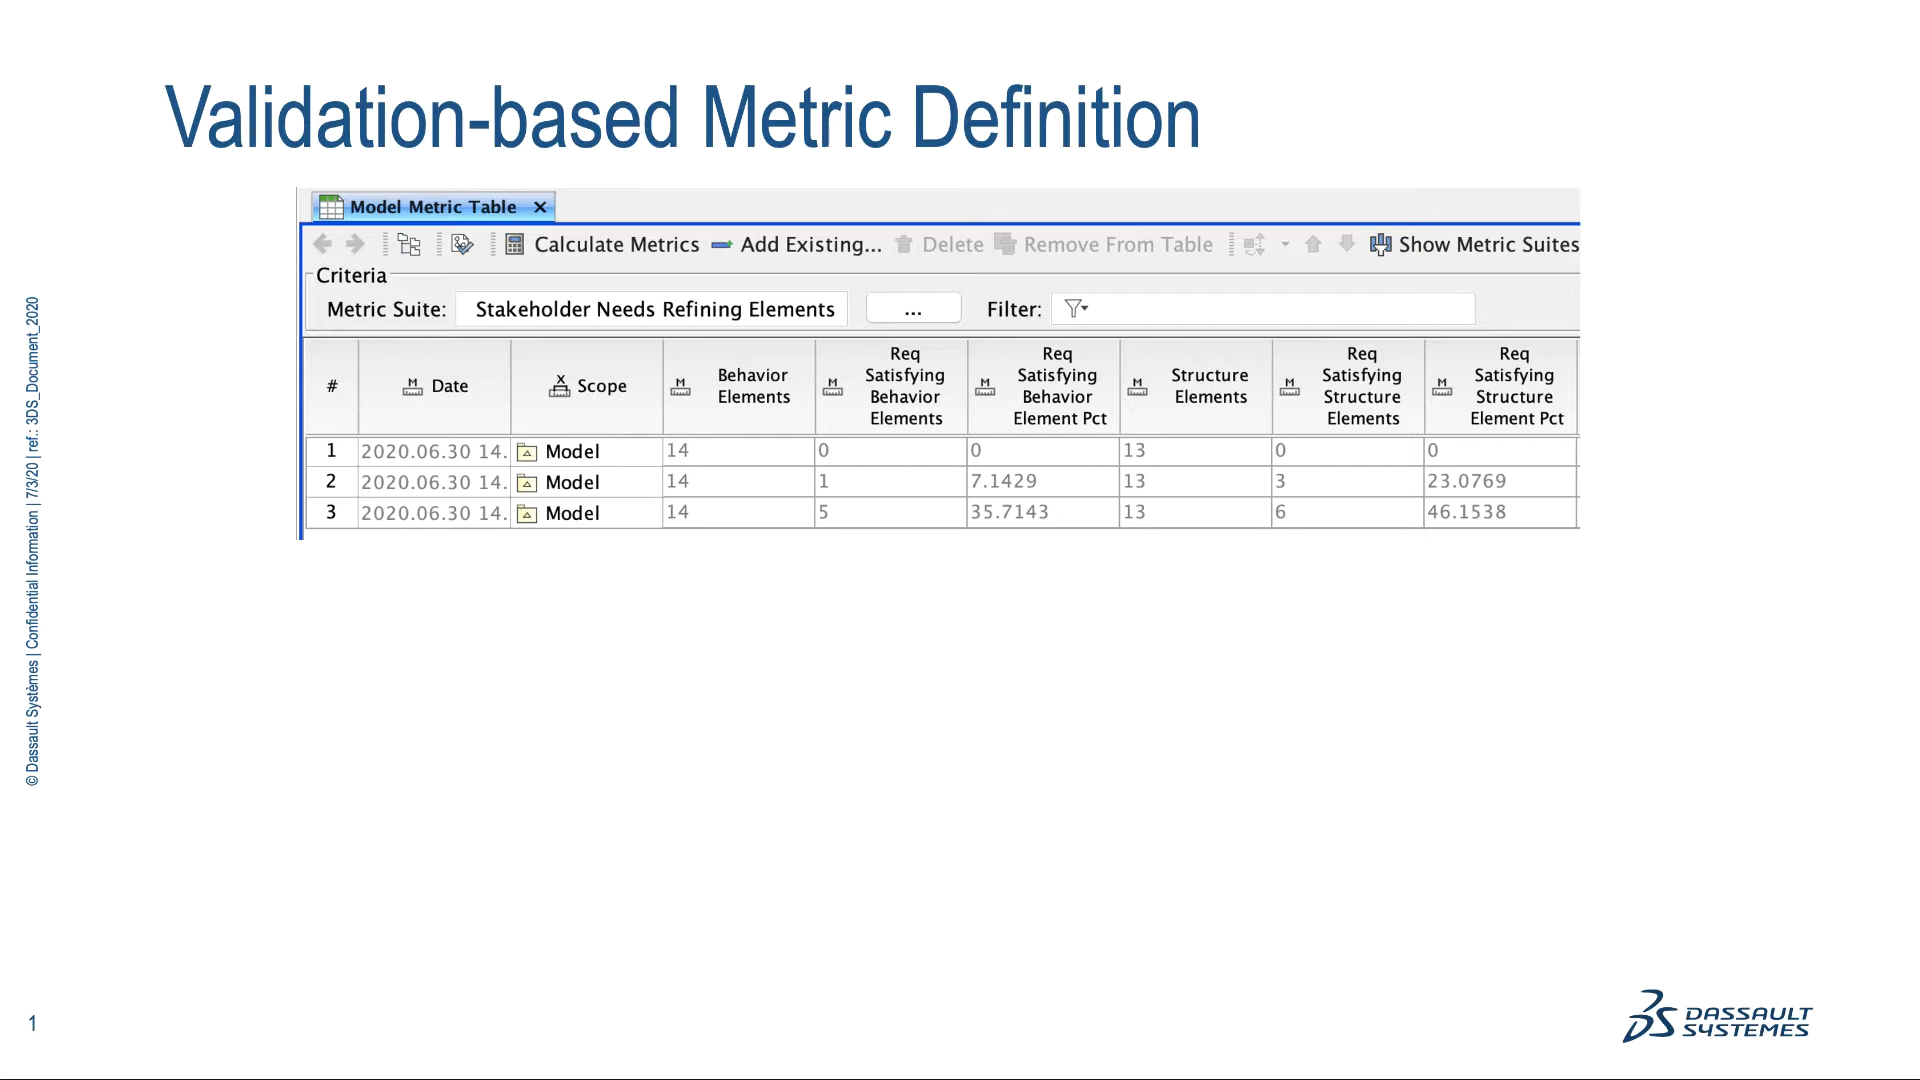 Validation-based Metric Definition
Model Metric Table
Calculate Metrics Add Existing... Delete Remove From Table Show Metric Suites
Criteria
Metric Suite: Stakeholder Needs Refining Elements ... Filter:
# Date Scope Behavior Elements Req Satisfying Behavior Elements Req Satisfying Behavior Element Pct Structure Elements Req Satisfying Structure Elements Req Satisfying Structure Element Pct
1 2020.06.30 14. Model 14 0 0 13 0 0
2 2020.06.30 14. Model 14 1 7.1429 13 3 23.0769
3 2020.06.30 14. Model 14 5 35.7143 13 6 46.1538
© Dassault Systèmes | Confidential Information | 7/3/20 | ref.: 3DS_Document_2020
1
DASSAULT
SYSTEMES